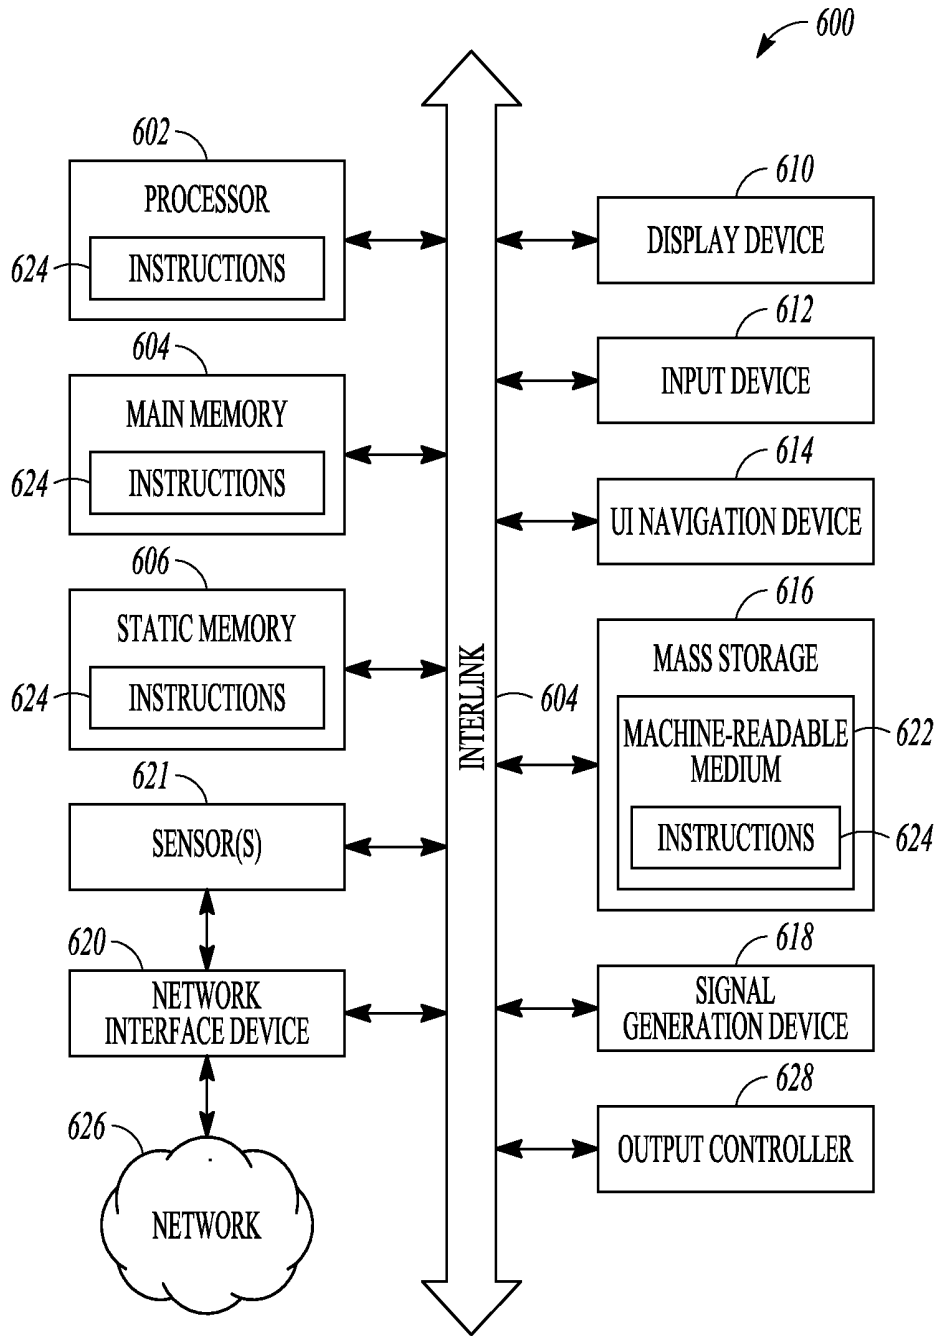 600
602
PROCESSOR
624
INSTRUCTIONS
604
MAIN MEMORY
624
INSTRUCTIONS
606
STATIC MEMORY
624
INSTRUCTIONS
621
SENSOR(S)
620
NETWORK
INTERFACE DEVICE
626
NETWORK
INTERLINK
604
610
DISPLAY DEVICE
612
INPUT DEVICE
614
UI NAVIGATION DEVICE
616
MASS STORAGE
MACHINE-READABLE
MEDIUM
622
INSTRUCTIONS
624
618
SIGNAL
GENERATION DEVICE
628
OUTPUT CONTROLLER